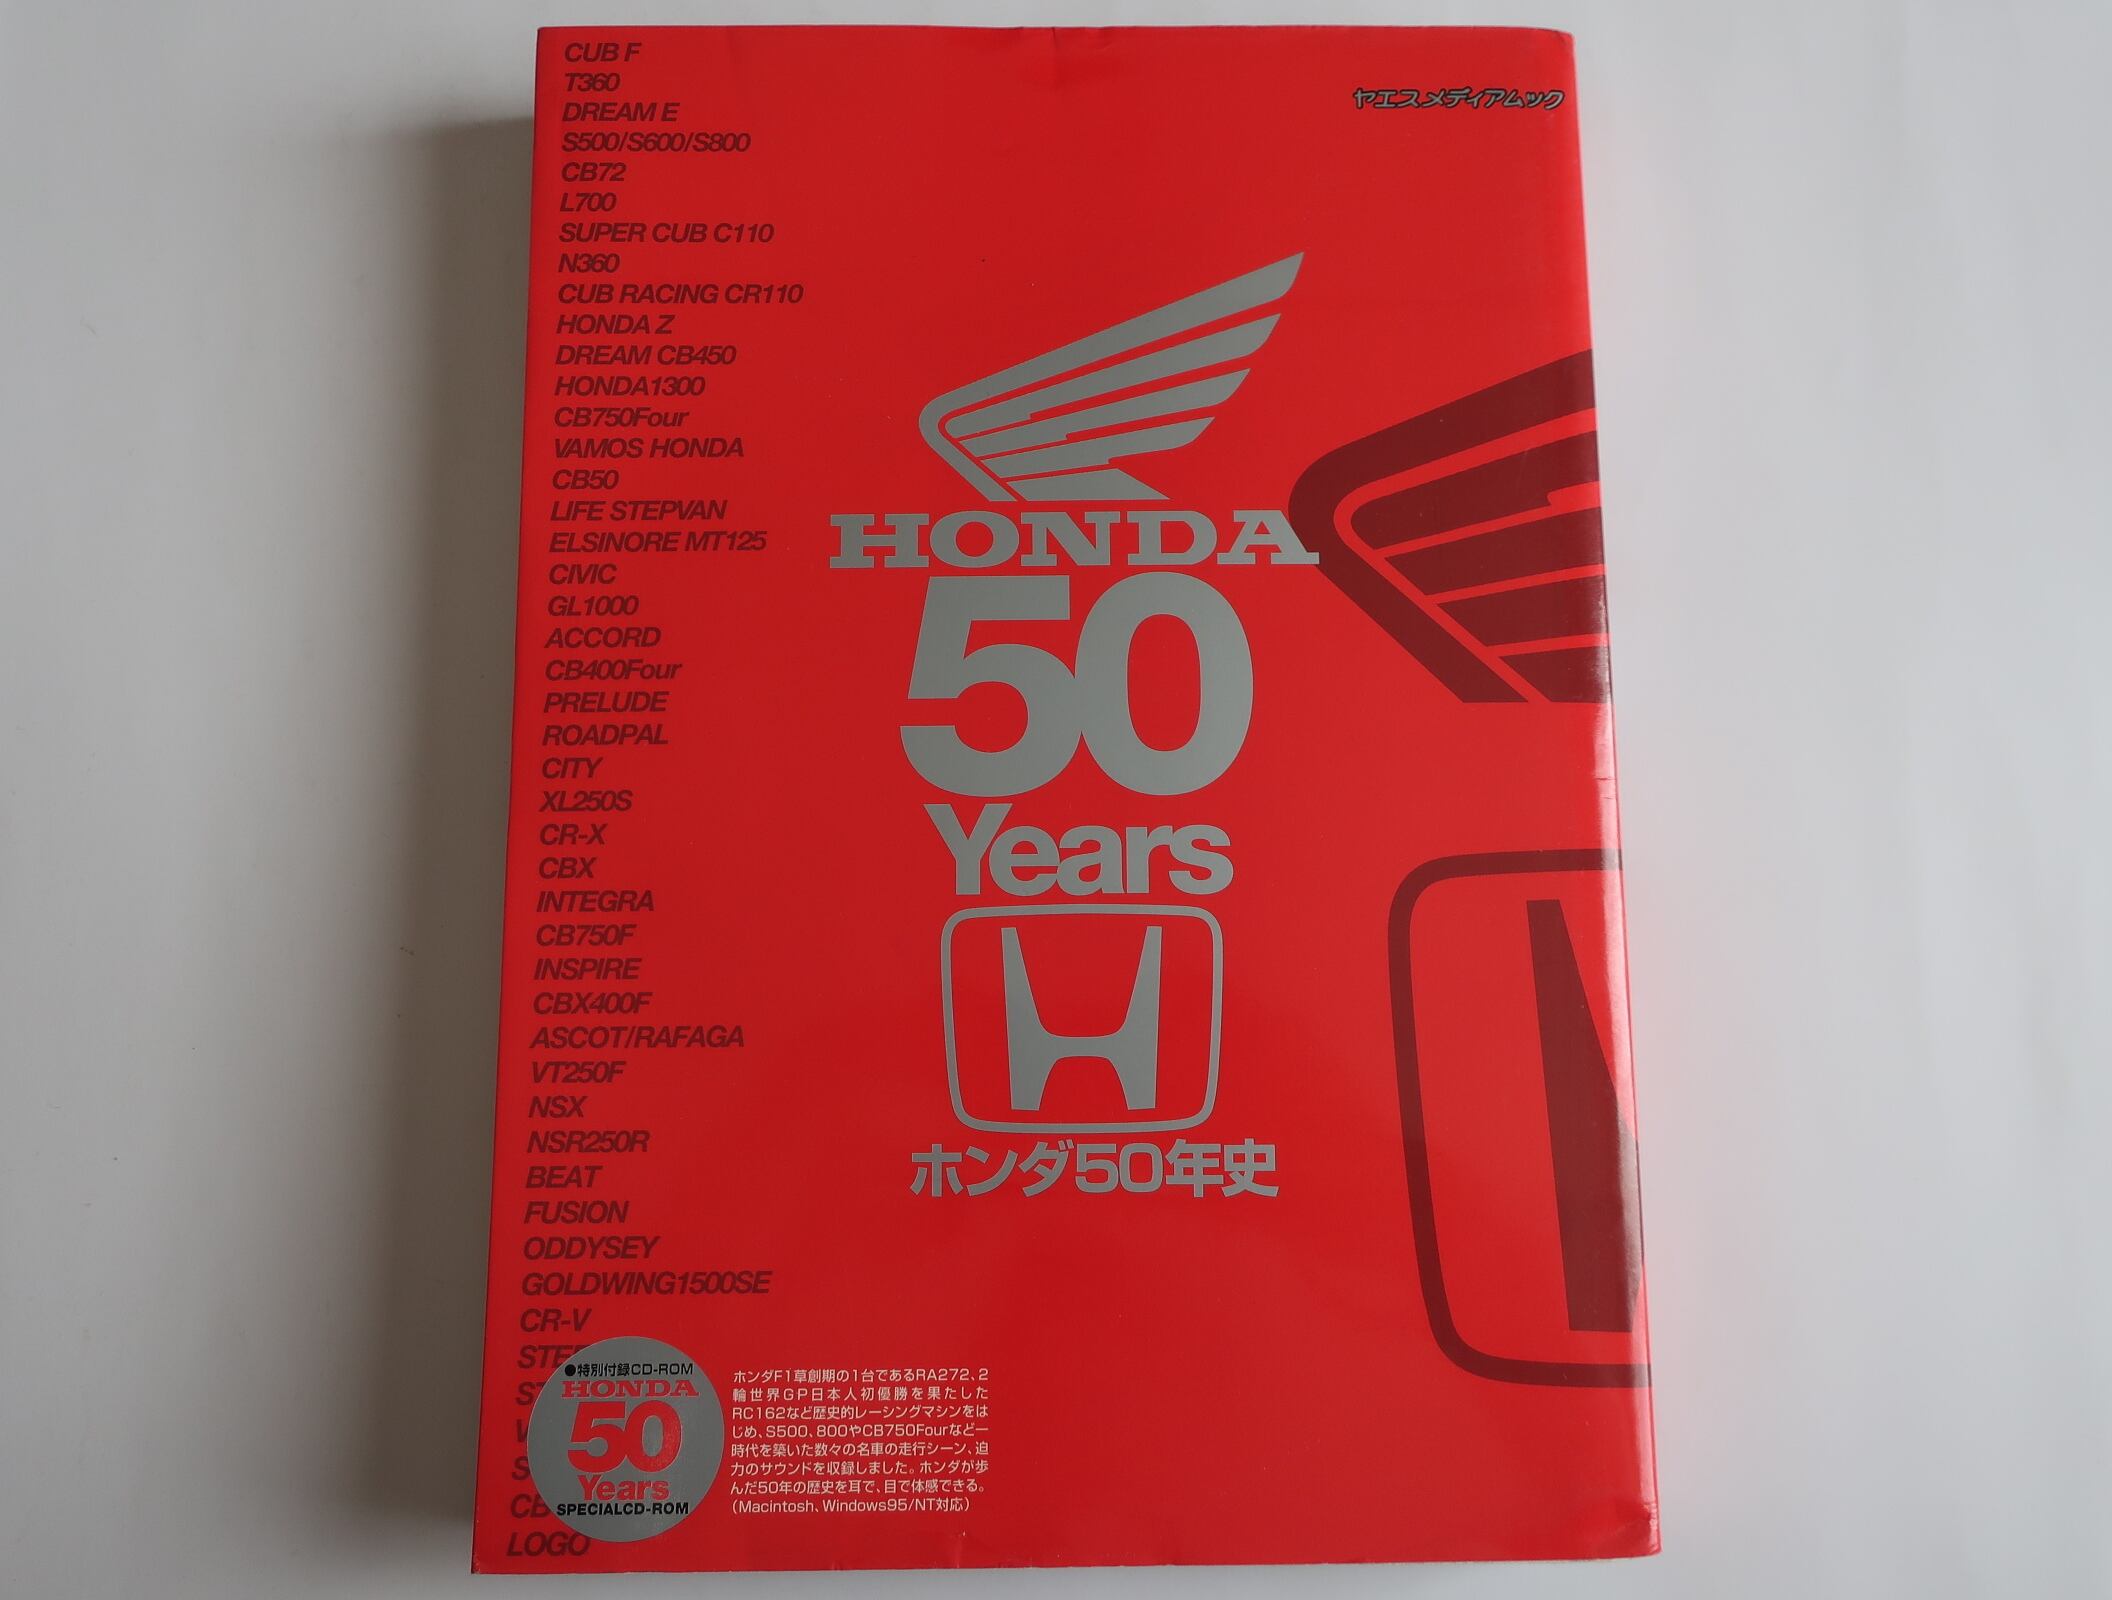 CUB F
T360
DREAM E
S500/S600/S800
CB72
L700
SUPER CUB C110
N360
CUB RACING CR110
HONDA Z
DREAM CB450
HONDA1300
CB750Four
VAMOS HONDA
CB50
LIFE STEPVAN
ELSINORE MT125
CIVIC
GL1000
ACCORD
CB400Four
PRELUDE
ROADPAL
CITY
XL250S
CR-X
CBX
INTEGRA
CB750F
INSPIRE
CBX400F
ASCOT/RAFAGA
VT250F
NSX
NSR250R
BEAT
FUSION
ODDYSEY
GOLDWING1500SE
CR-V
LOGO
ヤエスメディアムック
HONDA
50
Years
ホンダ50年史
●特別付録CD-ROM
HONDA
50
Years
SPECIALCD-ROM
ホンダF1草創期の1台であるRA272、2
輪世界GP日本人初優勝を果たした
RC162など歴史的レーシングマシンをは
じめ、S500、800やCB750Fourなど一
時代を築いた数々の名車の走行シーン、迫
力のサウンドを収録しました。ホンダが歩
んだ50年の歴史を耳で、目で体感できる。
(Macintosh、Windows95/NT対応)